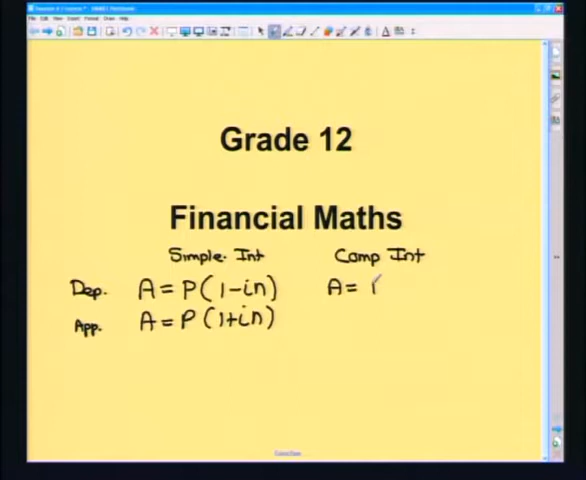 Grade 12
Financial Maths
Simple Int Comp Int
Dep. A = P(1-in) A =
App. A = P(1+in)